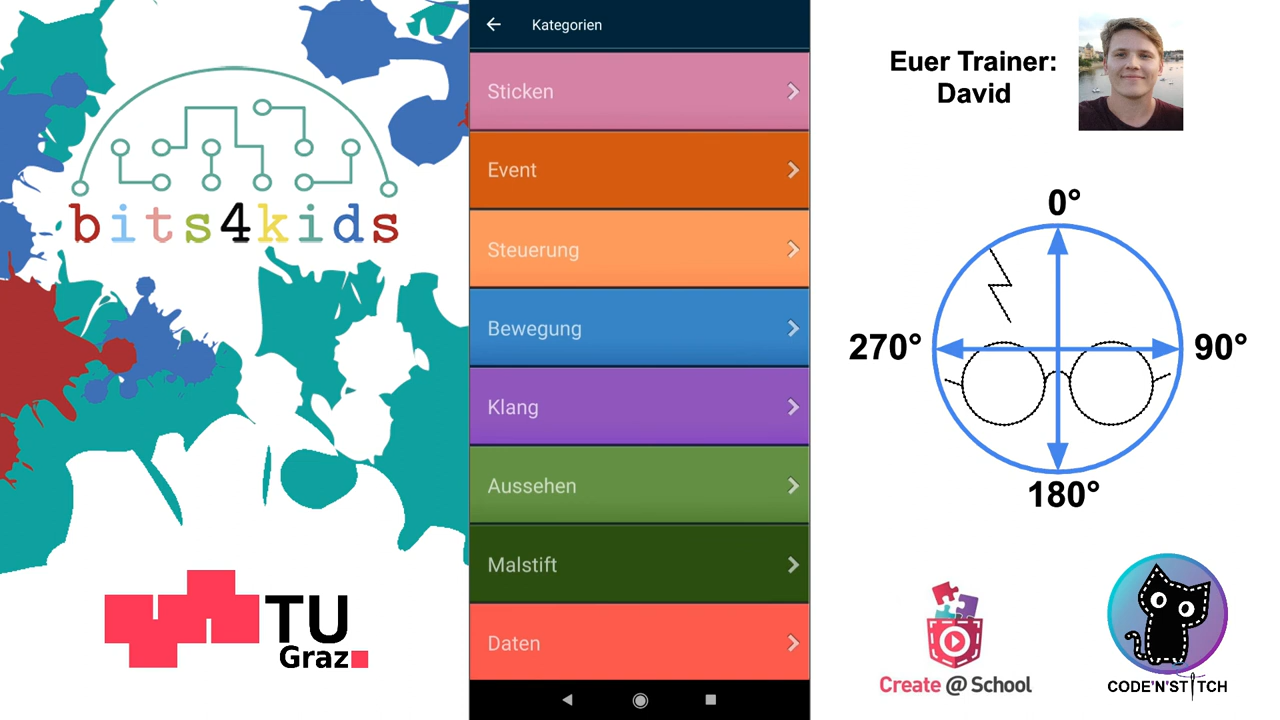 bits4kids
TU
Graz
Kategorien
Sticken
Event
Steuerung
Bewegung
Klang
Aussehen
Malstift
Daten
Euer Trainer:
David
0°
270°
90°
180°
Create @ School
CODE'N'STITCH